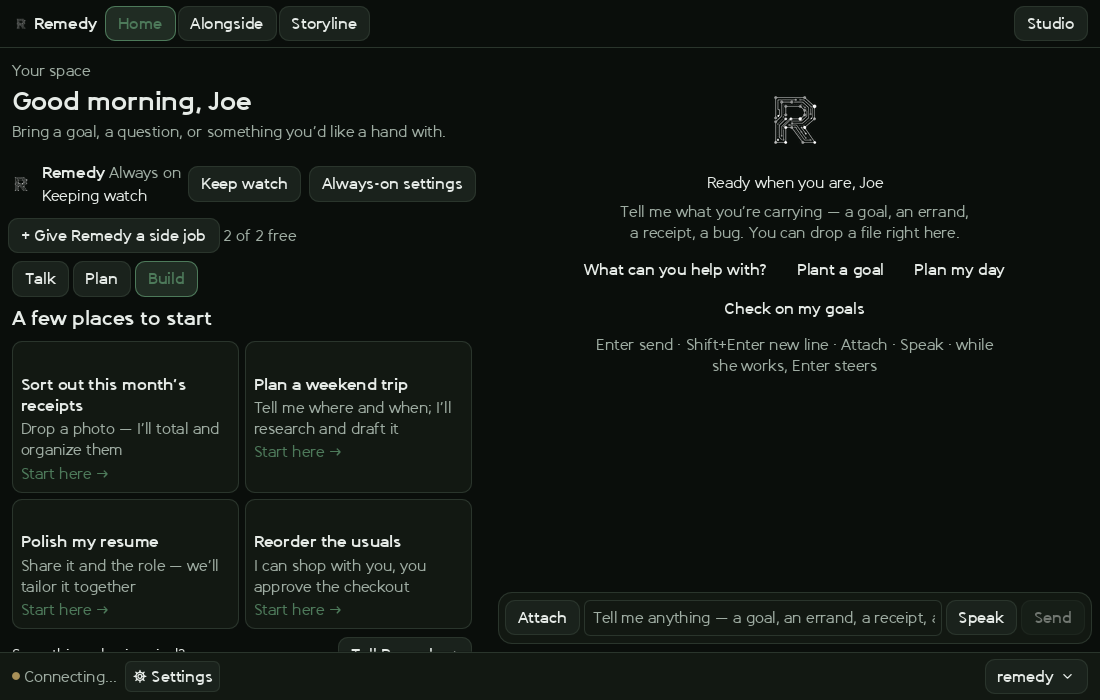 Remedy Home Alongside Storyline Studio
Your space
Good morning, Joe
Bring a goal, a question, or something you'd like a hand with.
Remedy Always on
Keeping watch
Keep watch
Always-on settings
+ Give Remedy a side job 2 of 2 free
Talk Plan Build
A few places to start
Sort out this month's
receipts
Drop a photo — I'll total and
organize them
Start here →
Plan a weekend trip
Tell me where and when; I'll
research and draft it
Start here →
Polish my resume
Share it and the role — we'll
tailor it together
Start here →
Reorder the usuals
I can shop with you, you
approve the checkout
Start here →
Ready when you are, Joe
Tell me what you're carrying — a goal, an errand,
a receipt, a bug. You can drop a file right here.
What can you help with? Plant a goal Plan my day
Check on my goals
Enter send · Shift+Enter new line · Attach · Speak · while
she works, Enter steers
Attach Tell me anything — a goal, an errand, a receipt, Speak Send
Connecting... Settings remedy